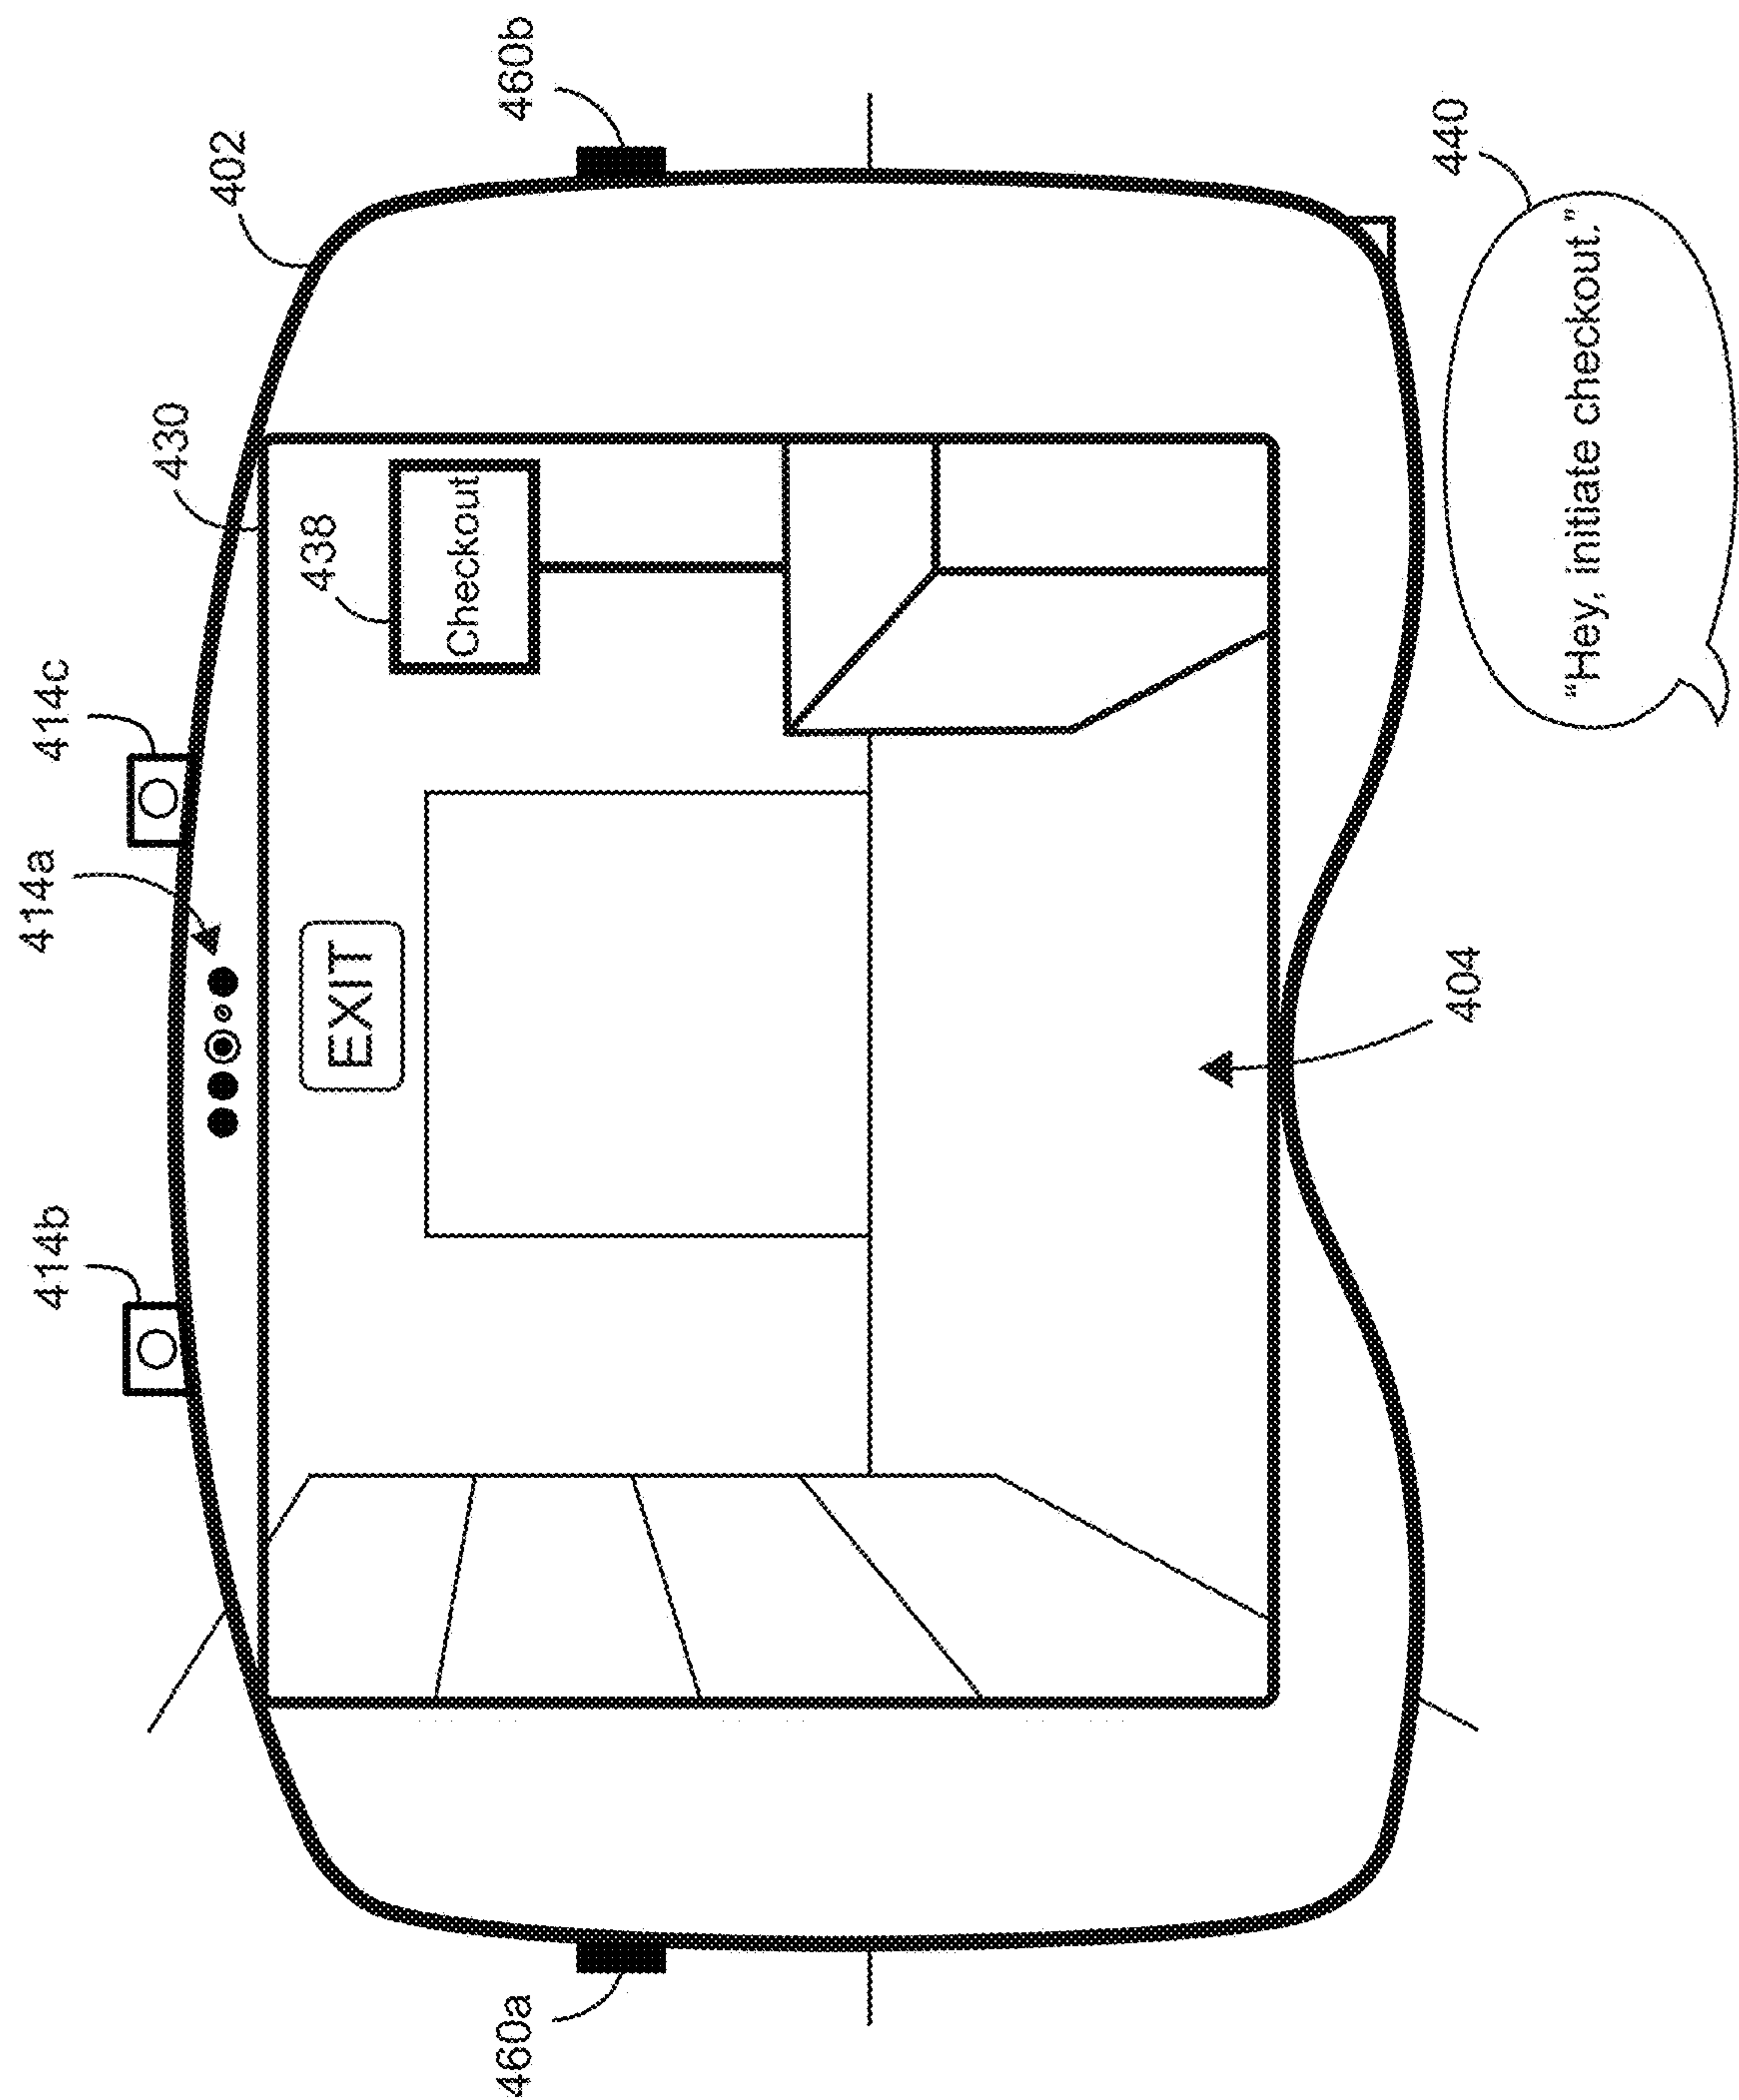 414b
414a
414c
430
402
438
EXIT
Checkout
460a
460b
404
440
“Hey, initiate checkout.”